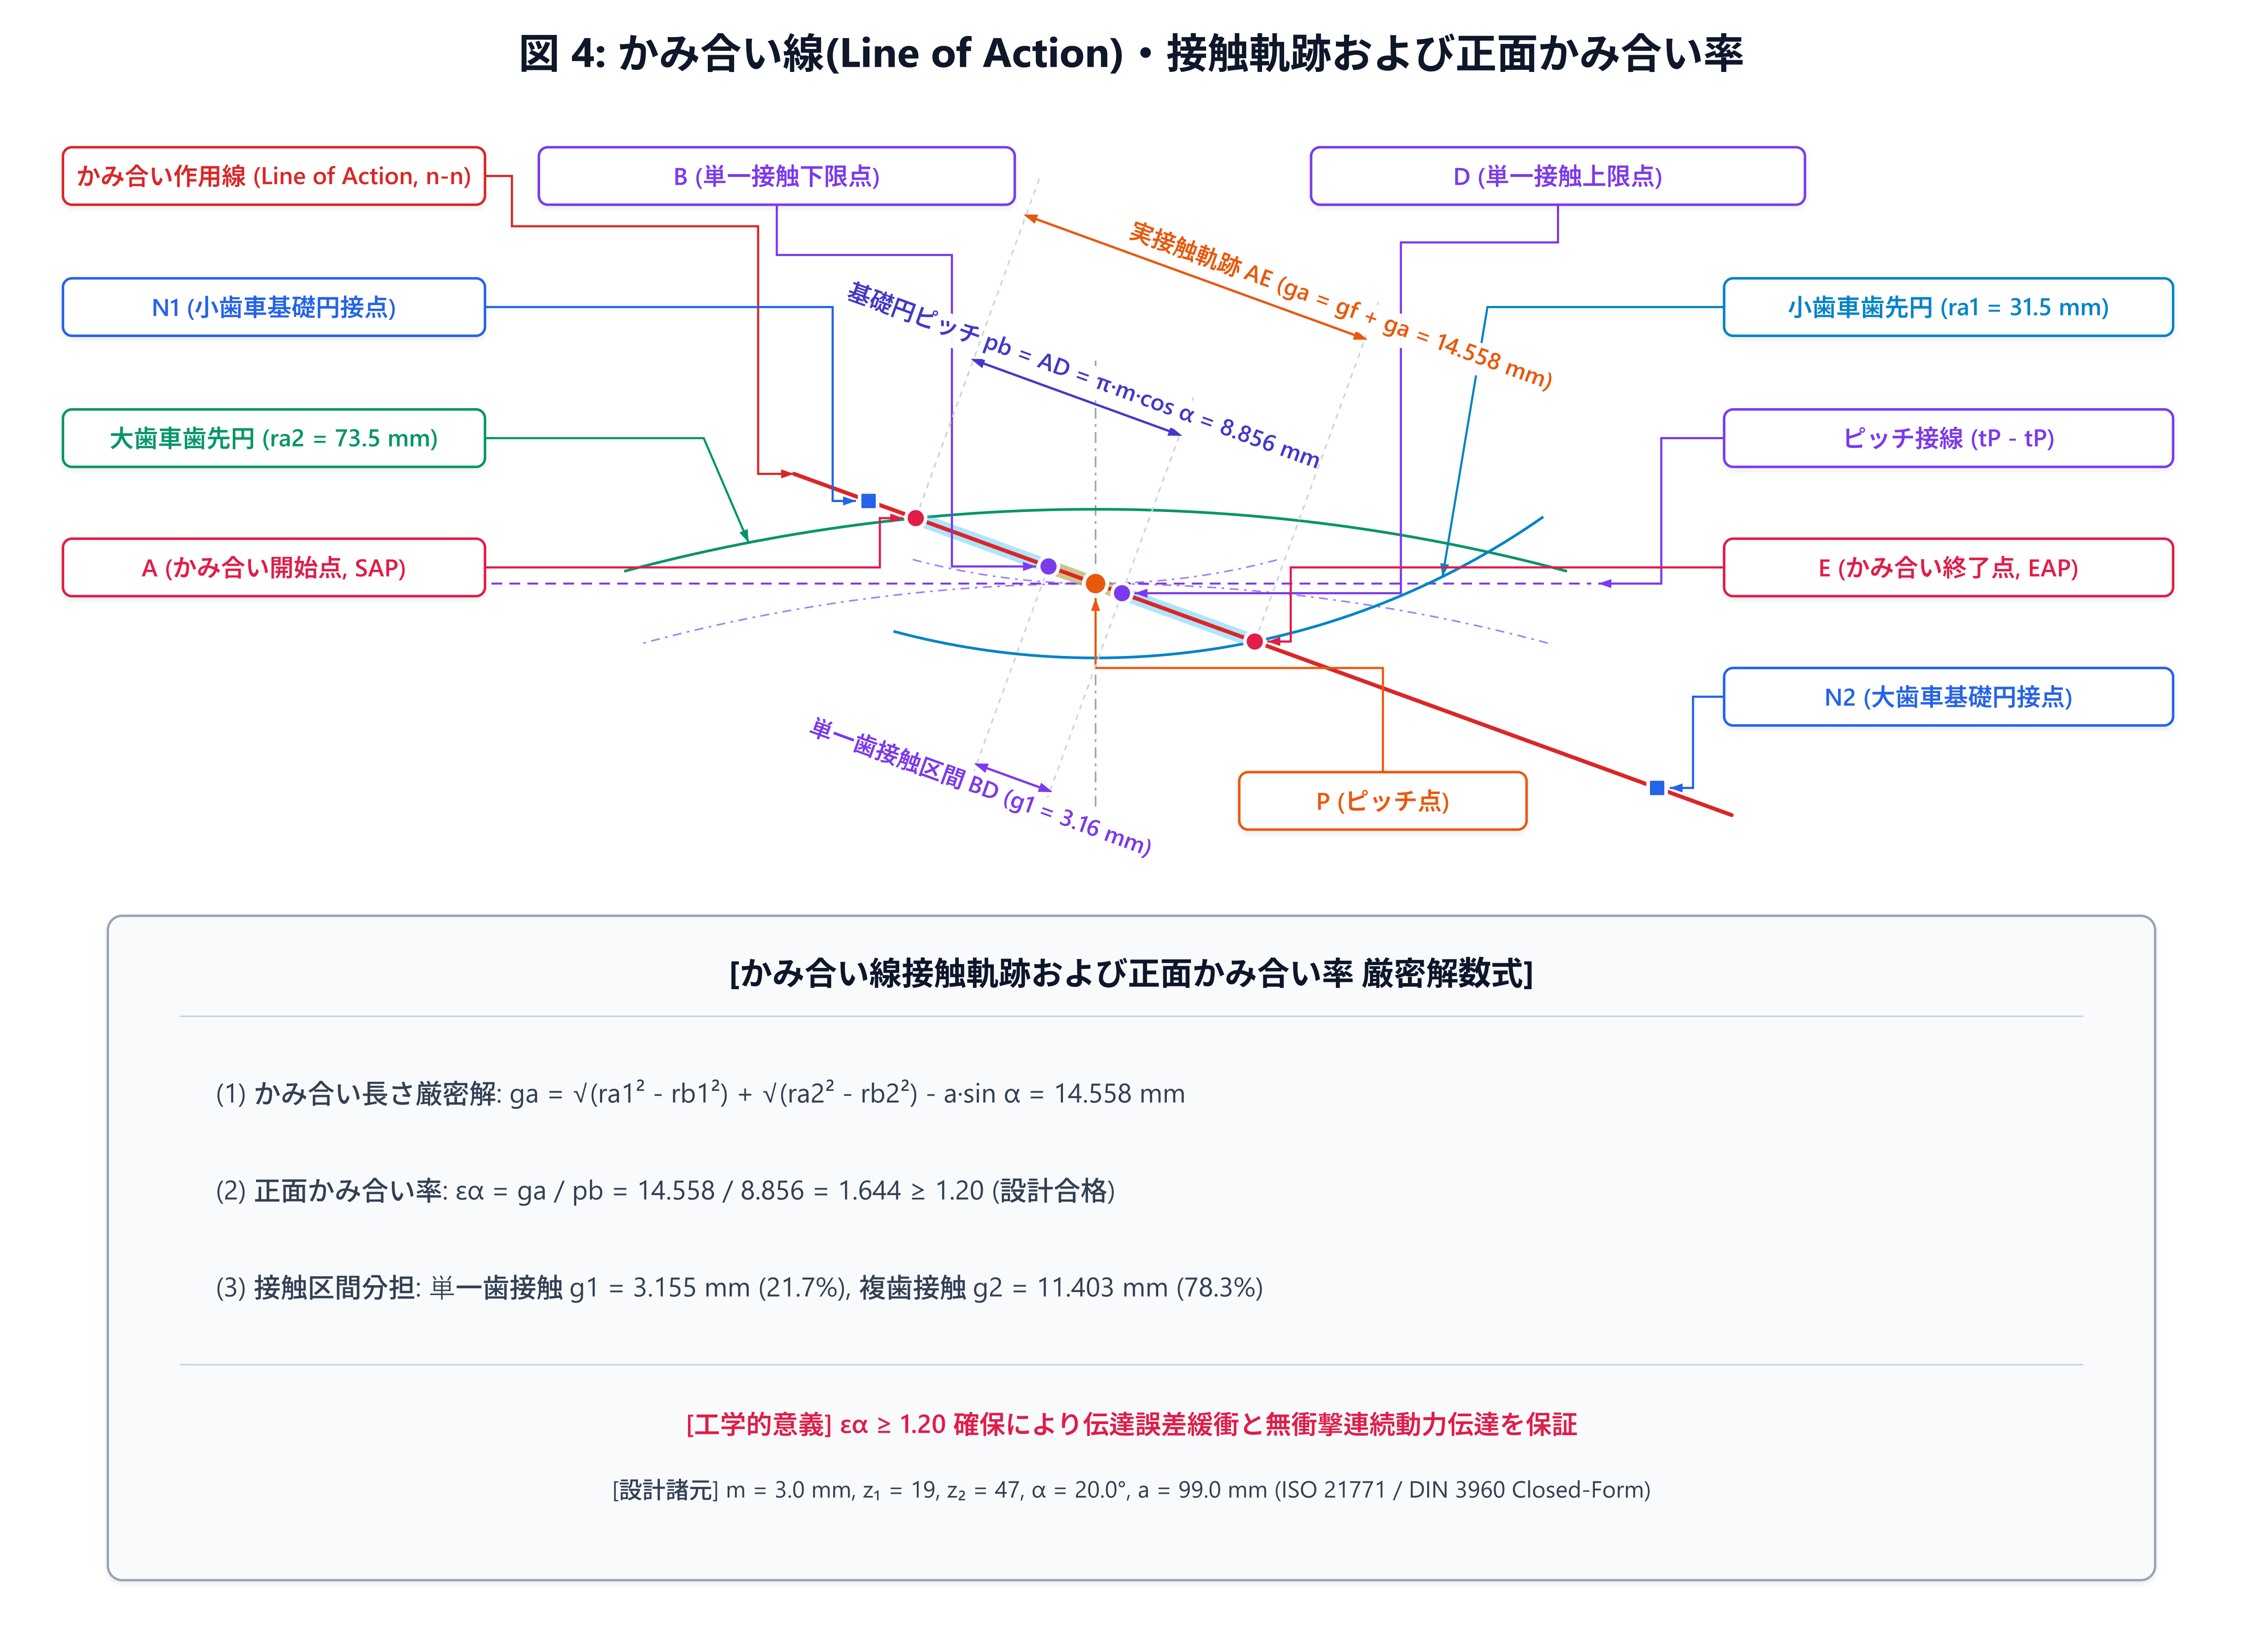 図 4: かみ合い線(Line of Action)・接触軌跡および正面かみ合い率
かみ合い作用線 (Line of Action, n-n)
B (単一接触下限点)
D (単一接触上限点)
実接触軌跡 AE (ga = gf + ga = 14.558 mm)
N1 (小歯車基礎円接点)
基礎円ピッチ pb = AD = π·m·cos α = 8.856 mm
小歯車歯先円 (ra1 = 31.5 mm)
大歯車歯先円 (ra2 = 73.5 mm)
ピッチ接線 (tP - tP)
A (かみ合い開始点, SAP)
E (かみ合い終了点, EAP)
N2 (大歯車基礎円接点)
単一歯接触区間 BD (g1 = 3.16 mm)
P (ピッチ点)
[かみ合い線接触軌跡および正面かみ合い率 厳密解数式]
(1) かみ合い長さ厳密解: ga = √(ra1² - rb1²) + √(ra2² - rb2²) - a·sin α = 14.558 mm
(2) 正面かみ合い率: εα = ga / pb = 14.558 / 8.856 = 1.644 ≥ 1.20 (設計合格)
(3) 接触区間分担: 単一歯接触 g1 = 3.155 mm (21.7%), 複歯接触 g2 = 11.403 mm (78.3%)
[工学的意義] εα ≥ 1.20 確保により伝達誤差緩衝と無衝撃連続動力伝達を保証
[設計諸元] m = 3.0 mm, z₁ = 19, z₂ = 47, α = 20.0°, a = 99.0 mm (ISO 21771 / DIN 3960 Closed-Form)